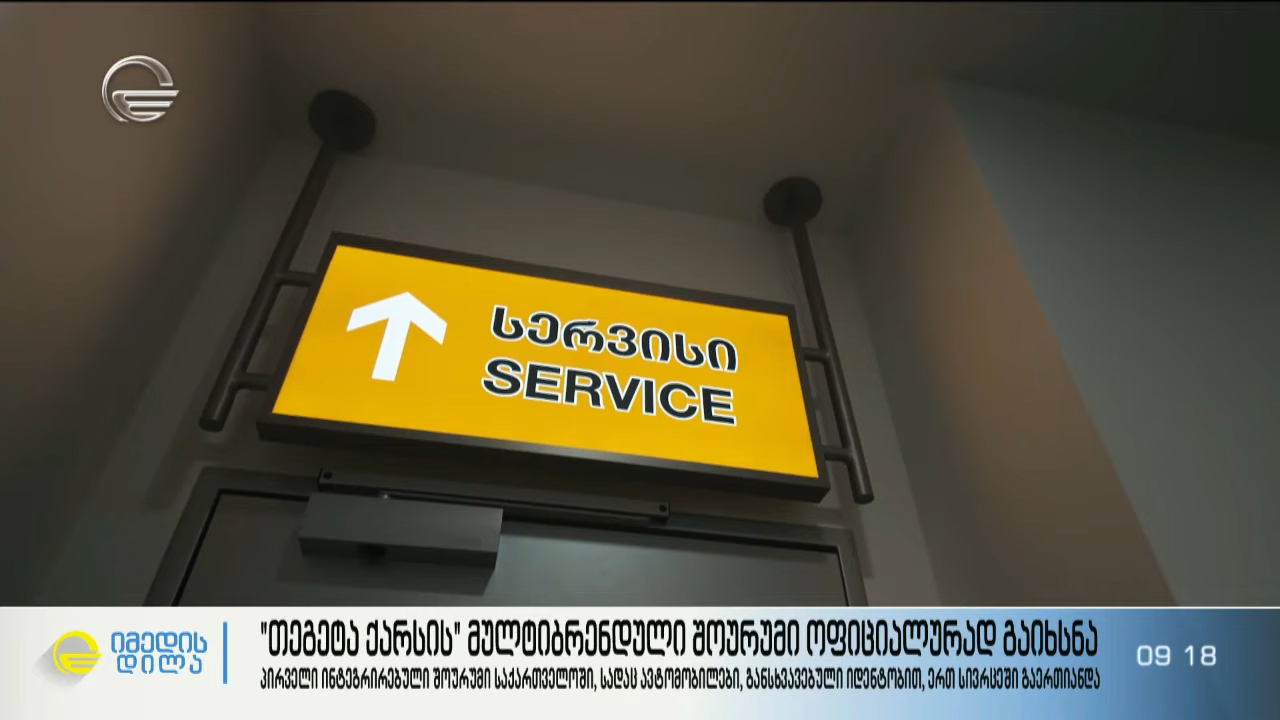 სერვისი
SERVICE
იმედის
დილა
"თეგეტა ქარსის" მულტიბრენდული შოურუმი ოფიციალურად გაიხსნა
პირველი ინტეგრირებული შოურუმი საქართველოში, სადაც ავტომობილები, განსხვავებული იდენტობით, ერთ სივრცეში გაერთიანდა
09 18